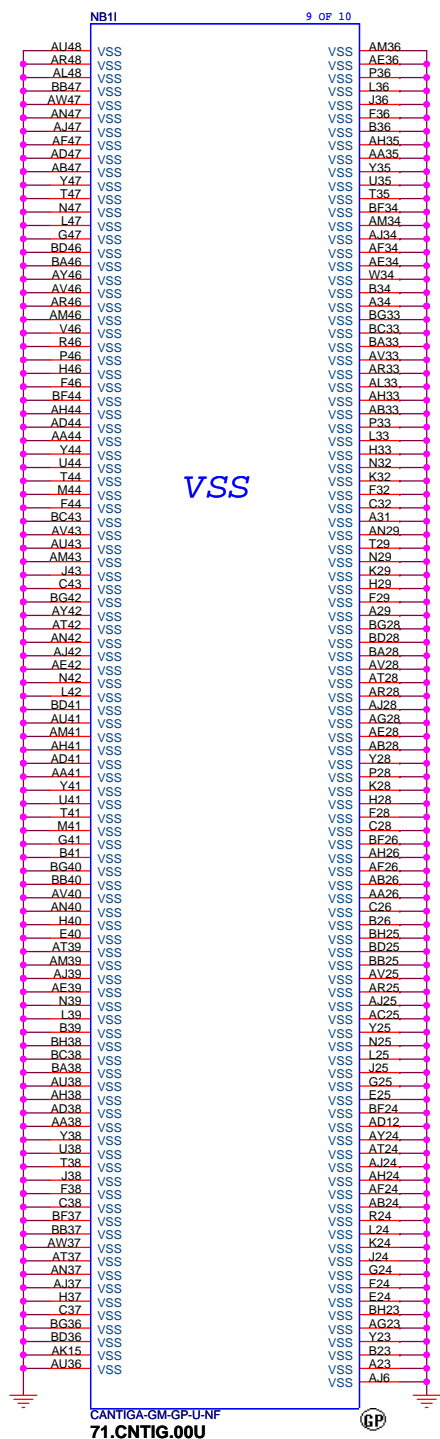 NB1I 9 OF 10
AU48 VSS VSS AM36
AR48 VSS VSS AE36
AL48 VSS VSS P36
BB47 VSS VSS L36
AW47 VSS VSS J36
AN47 VSS VSS F36
AJ47 VSS VSS B36
AF47 VSS VSS AH35
AD47 VSS VSS AA35
AB47 VSS VSS Y35
Y47 VSS VSS U35
T47 VSS VSS T35
N47 VSS VSS BF34
L47 VSS VSS AM34
G47 VSS VSS AJ34
BD46 VSS VSS AF34
BA46 VSS VSS AE34
AY46 VSS VSS W34
AV46 VSS VSS B34
AR46 VSS VSS A34
AM46 VSS VSS BG33
V46 VSS VSS BC33
R46 VSS VSS BA33
P46 VSS VSS AV33
H46 VSS VSS AR33
F46 VSS VSS AL33
BF44 VSS VSS AH33
AH44 VSS VSS AB33
AD44 VSS VSS P33
AA44 VSS VSS L33
Y44 VSS VSS H33
U44 VSS VSS N32
T44 VSS VSS K32
M44 VSS VSS F32
F44 VSS VSS C32
BC43 VSS VSS A31
AV43 VSS VSS AN29
AU43 VSS VSS T29
AM43 VSS VSS N29
J43 VSS VSS K29
C43 VSS VSS H29
BG42 VSS VSS F29
AY42 VSS VSS A29
AT42 VSS VSS BG28
AN42 VSS VSS BD28
AJ42 VSS VSS BA28
AE42 VSS VSS AV28
N42 VSS VSS AT28
L42 VSS VSS AR28
BD41 VSS VSS AJ28
AU41 VSS VSS AG28
AM41 VSS VSS AE28
AH41 VSS VSS AB28
AD41 VSS VSS Y28
AA41 VSS VSS P28
Y41 VSS VSS K28
U41 VSS VSS H28
T41 VSS VSS F28
M41 VSS VSS C28
G41 VSS VSS BF26
B41 VSS VSS AH26
BG40 VSS VSS AF26
BB40 VSS VSS AB26
AV40 VSS VSS AA26
AN40 VSS VSS C26
H40 VSS VSS B26
E40 VSS VSS BH25
AT39 VSS VSS BD25
AM39 VSS VSS BB25
AJ39 VSS VSS AV25
AE39 VSS VSS AR25
N39 VSS VSS AJ25
L39 VSS VSS AC25
B39 VSS VSS Y25
BH38 VSS VSS N25
BC38 VSS VSS L25
BA38 VSS VSS J25
AU38 VSS VSS G25
AH38 VSS VSS E25
AD38 VSS VSS BF24
AA38 VSS VSS AD12
Y38 VSS VSS AY24
U38 VSS VSS AT24
T38 VSS VSS AJ24
J38 VSS VSS AH24
F38 VSS VSS AF24
C38 VSS VSS AB24
BF37 VSS VSS R24
BB37 VSS VSS L24
AW37 VSS VSS K24
AT37 VSS VSS J24
AN37 VSS VSS G24
AJ37 VSS VSS F24
H37 VSS VSS E24
C37 VSS VSS BH23
BG36 VSS VSS AG23
BD36 VSS VSS Y23
AK15 VSS VSS B23
AU36 VSS VSS A23
VSS AJ6
VSS
CANTIGA-GM-GP-U-NF
71.CNTIG.00U
GP